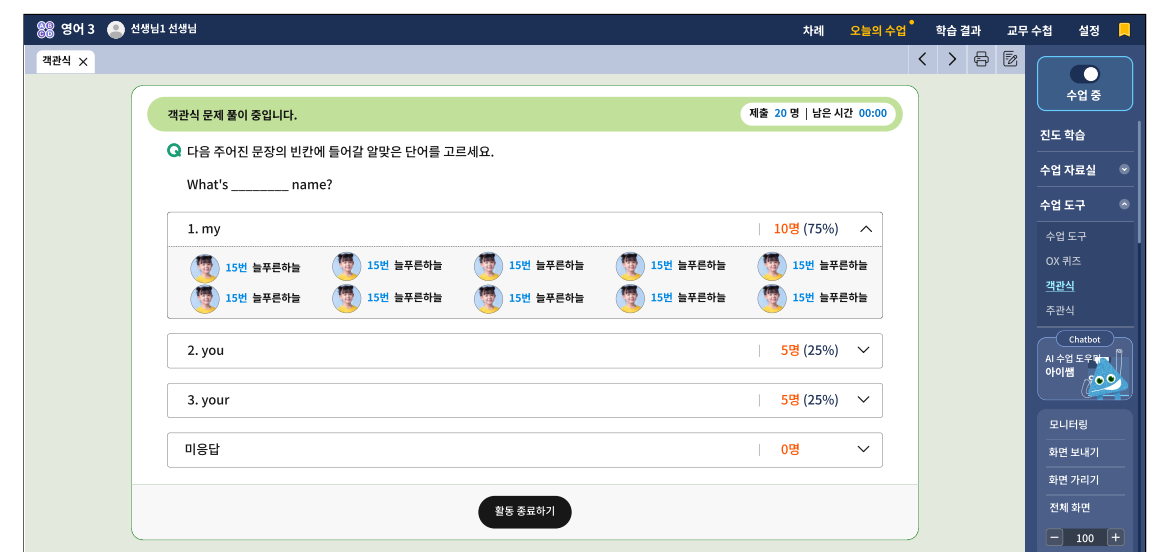 영어 3 선생님1 선생님 차례 오늘의 수업 학습 결과 교무 수첩 설정
객관식
수업 중
객관식 문제 풀이 중입니다. 제출 20 명 | 남은 시간 00:00
Q 다음 주어진 문장의 빈칸에 들어갈 알맞은 단어를 고르세요.
What's ________ name?
1. my | 10명 (75%)
15번 늘푸른하늘 15번 늘푸른하늘 15번 늘푸른하늘 15번 늘푸른하늘 15번 늘푸른하늘
15번 늘푸른하늘 15번 늘푸른하늘 15번 늘푸른하늘 15번 늘푸른하늘 15번 늘푸른하늘
2. you | 5명 (25%)
3. your | 5명 (25%)
미응답 | 0명
활동 종료하기
진도 학습
수업 자료실
수업 도구
수업 도구
OX 퀴즈
객관식
주관식
Chatbot
AI 수업 도우미
아이쌤
모니터링
화면 보내기
화면 가리기
전체 화면
− 100 +